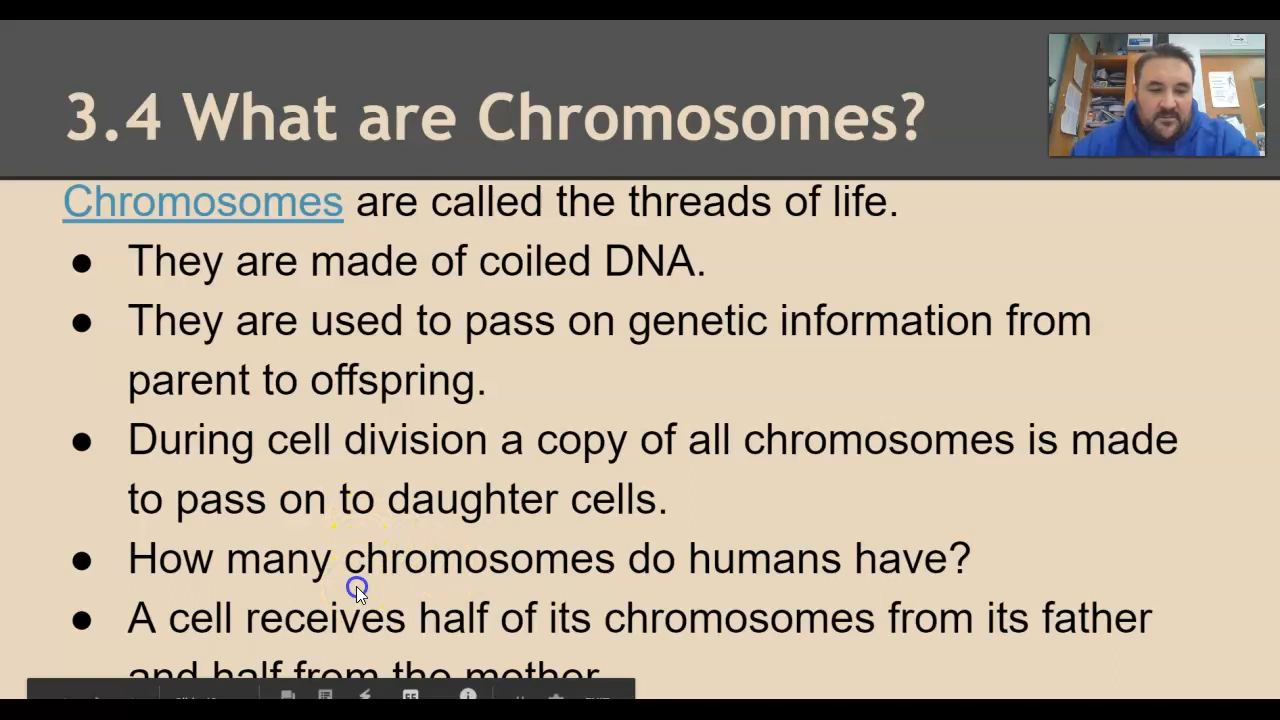 3.4 What are Chromosomes?
Chromosomes are called the threads of life.
● They are made of coiled DNA.
● They are used to pass on genetic information from
parent to offspring.
● During cell division a copy of all chromosomes is made
to pass on to daughter cells.
● How many chromosomes do humans have?
● A cell receives half of its chromosomes from its father
and half from the mother